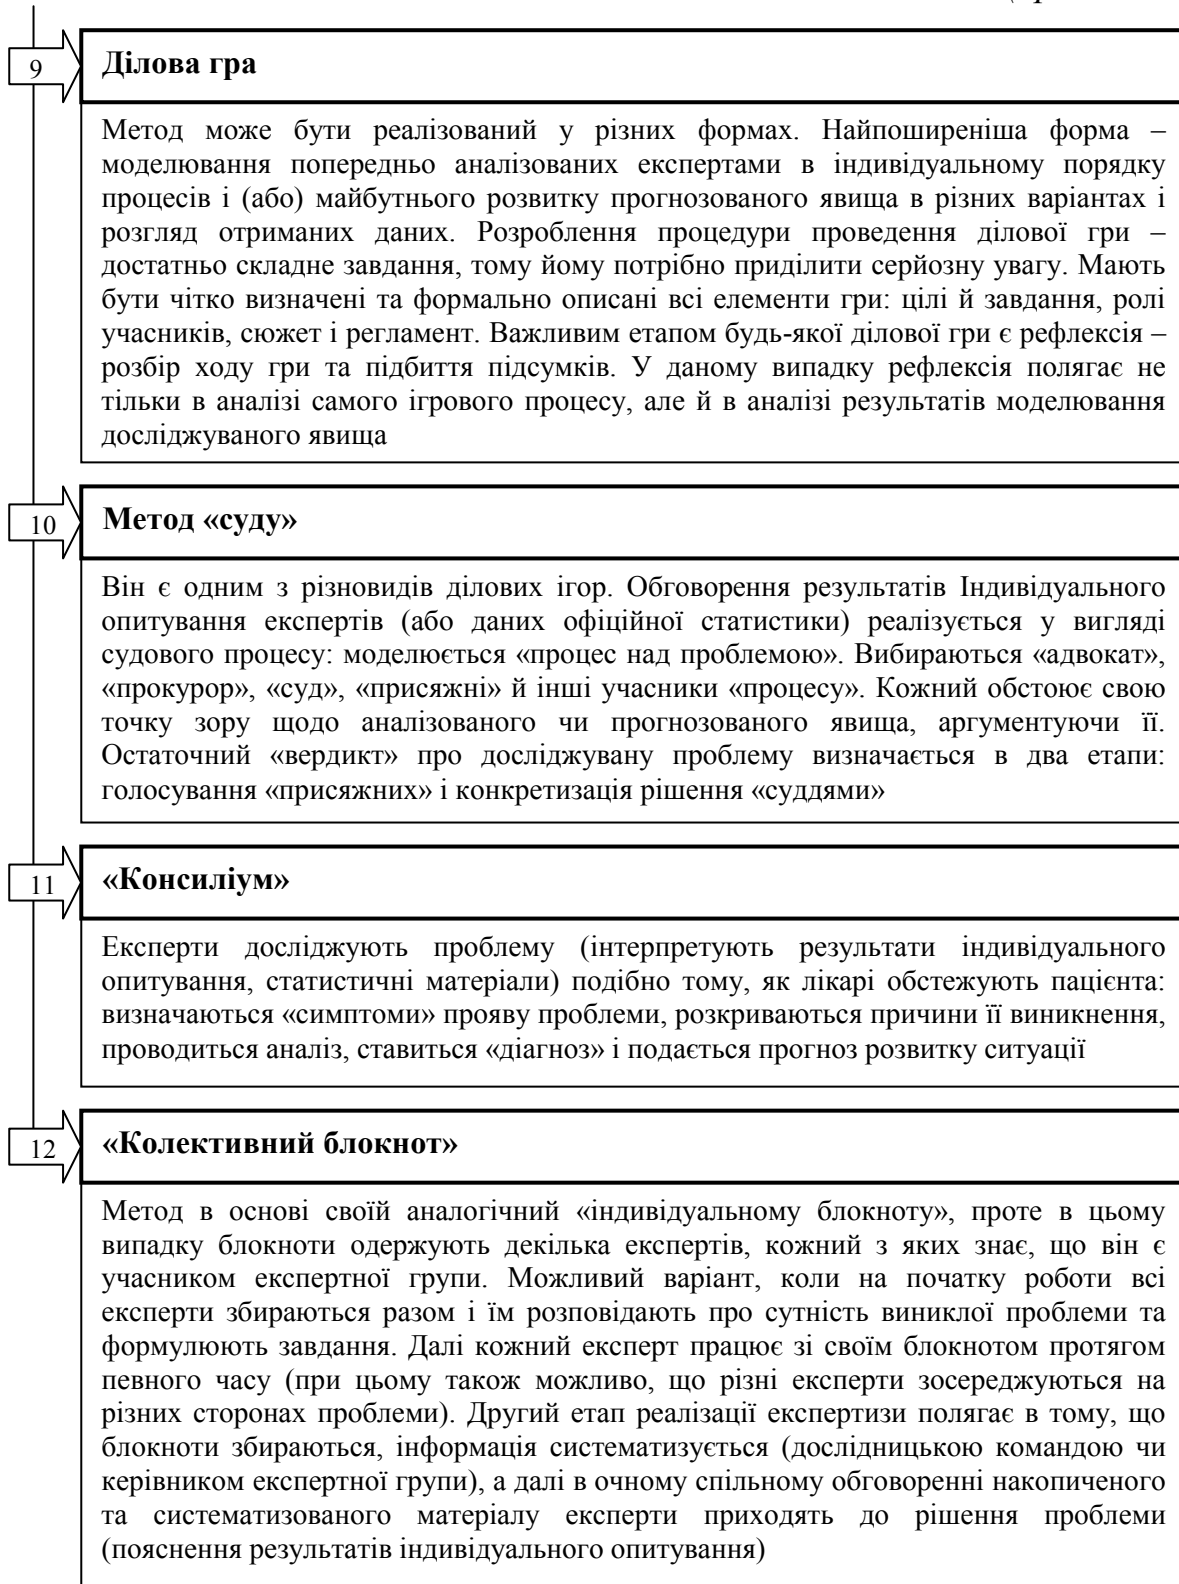 9
Ділова гра
Метод може бути реалізований у різних формах. Найпоширеніша форма –
моделювання попередньо аналізованих експертами в індивідуальному порядку
процесів і (або) майбутнього розвитку прогнозованого явища в різних варіантах і
розгляд отриманих даних. Розроблення процедури проведення ділової гри –
достатньо складне завдання, тому йому потрібно приділити серйозну увагу. Мають
бути чітко визначені та формально описані всі елементи гри: цілі й завдання, ролі
учасників, сюжет і регламент. Важливим етапом будь-якої ділової гри є рефлексія –
розбір ходу гри та підбиття підсумків. У даному випадку рефлексія полягає не
тільки в аналізі самого ігрового процесу, але й в аналізі результатів моделювання
досліджуваного явища
10
Метод «суду»
Він є одним з різновидів ділових ігор. Обговорення результатів Індивідуального
опитування експертів (або даних офіційної статистики) реалізується у вигляді
судового процесу: моделюється «процес над проблемою». Вибираються «адвокат»,
«прокурор», «суд», «присяжні» й інші учасники «процесу». Кожний обстоює свою
точку зору щодо аналізованого чи прогнозованого явища, аргументуючи її.
Остаточний «вердикт» про досліджувану проблему визначається в два етапи:
голосування «присяжних» і конкретизація рішення «суддями»
11
«Консиліум»
Експерти досліджують проблему (інтерпретують результати індивідуального
опитування, статистичні матеріали) подібно тому, як лікарі обстежують пацієнта:
визначаються «симптоми» прояву проблеми, розкриваються причини її виникнення,
проводиться аналіз, ставиться «діагноз» і подається прогноз розвитку ситуації
12
«Колективний блокнот»
Метод в основі своїй аналогічний «індивідуальному блокноту», проте в цьому
випадку блокноти одержують декілька експертів, кожний з яких знає, що він є
учасником експертної групи. Можливий варіант, коли на початку роботи всі
експерти збираються разом і їм розповідають про сутність виниклої проблеми та
формулюють завдання. Далі кожний експерт працює зі своїм блокнотом протягом
певного часу (при цьому також можливо, що різні експерти зосереджуються на
різних сторонах проблеми). Другий етап реалізації експертизи полягає в тому, що
блокноти збираються, інформація систематизується (дослідницькою командою чи
керівником експертної групи), а далі в очному спільному обговоренні накопиченого
та систематизованого матеріалу експерти приходять до рішення проблеми
(пояснення результатів індивідуального опитування)